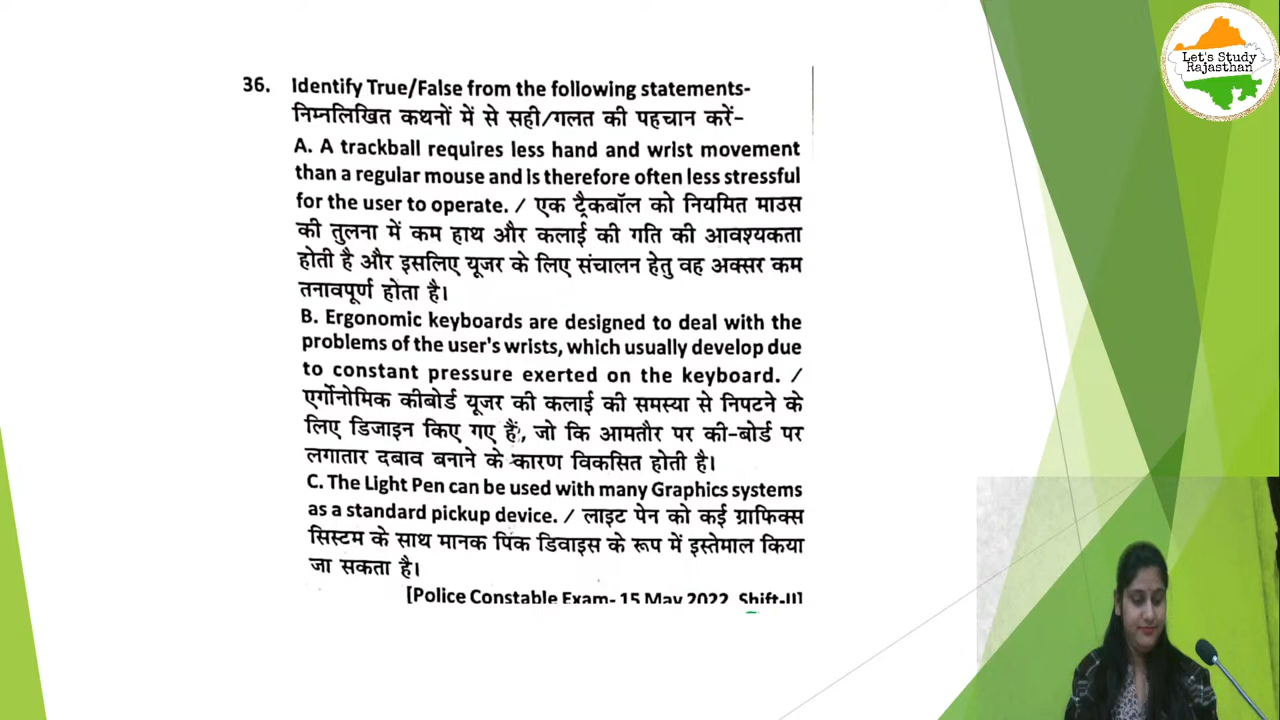 Let's Study
Rajasthan
36. Identify True/False from the following statements-
निम्नलिखित कथनों में से सही/गलत की पहचान करें-
A. A trackball requires less hand and wrist movement
than a regular mouse and is therefore often less stressful
for the user to operate. / एक ट्रैकबॉल को नियमित माउस
की तुलना में कम हाथ और कलाई की गति की आवश्यकता
होती है और इसलिए यूजर के लिए संचालन हेतु वह अक्सर कम
तनावपूर्ण होता है।
B. Ergonomic keyboards are designed to deal with the
problems of the user's wrists, which usually develop due
to constant pressure exerted on the keyboard. /
एर्गोनोमिक कीबोर्ड यूजर की कलाई की समस्या से निपटने के
लिए डिजाइन किए गए हैं, जो कि आमतौर पर की-बोर्ड पर
लगातार दबाव बनाने के कारण विकसित होती है।
C. The Light Pen can be used with many Graphics systems
as a standard pickup device. / लाइट पेन को कई ग्राफिक्स
सिस्टम के साथ मानक पिक डिवाइस के रूप में इस्तेमाल किया
जा सकता है।
[Police Constable Exam- 15 May 2022, Shift-II]